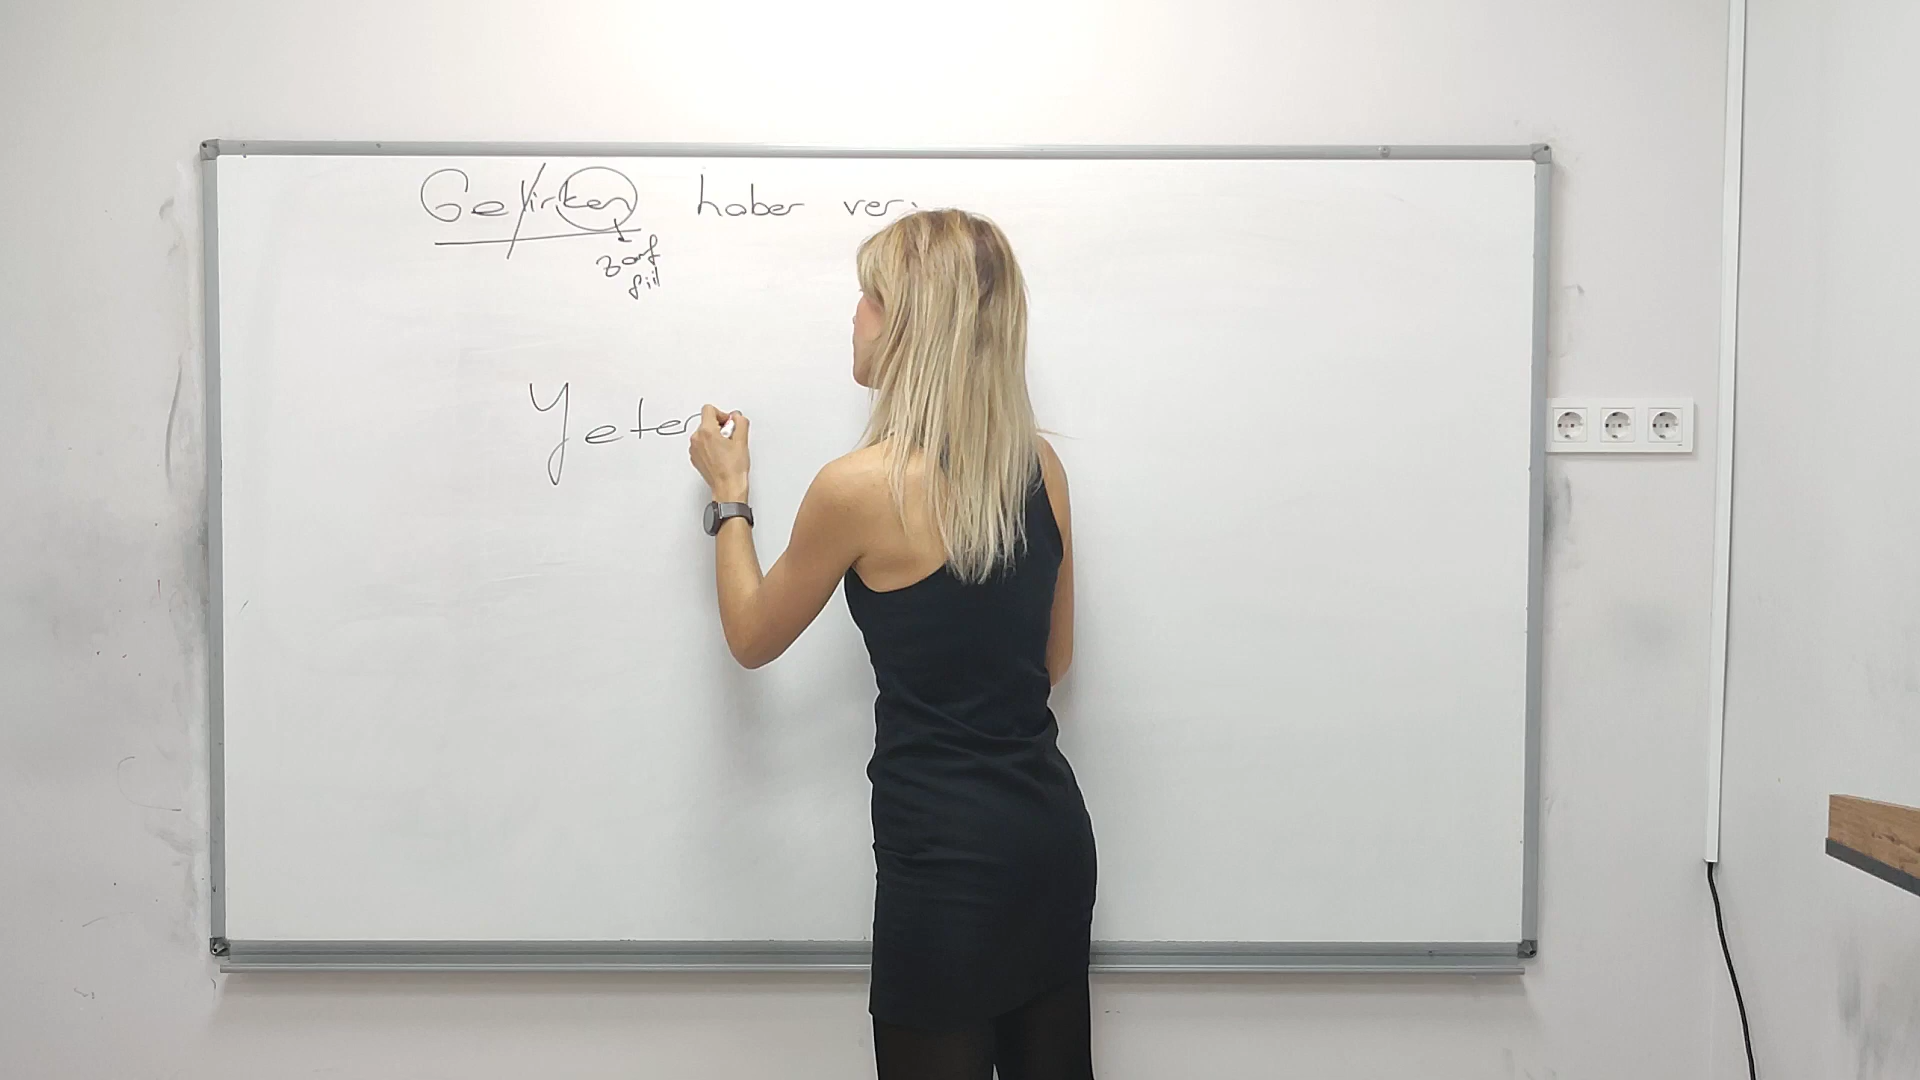 Gelirken haber ver
zarf
fiil
Yeter